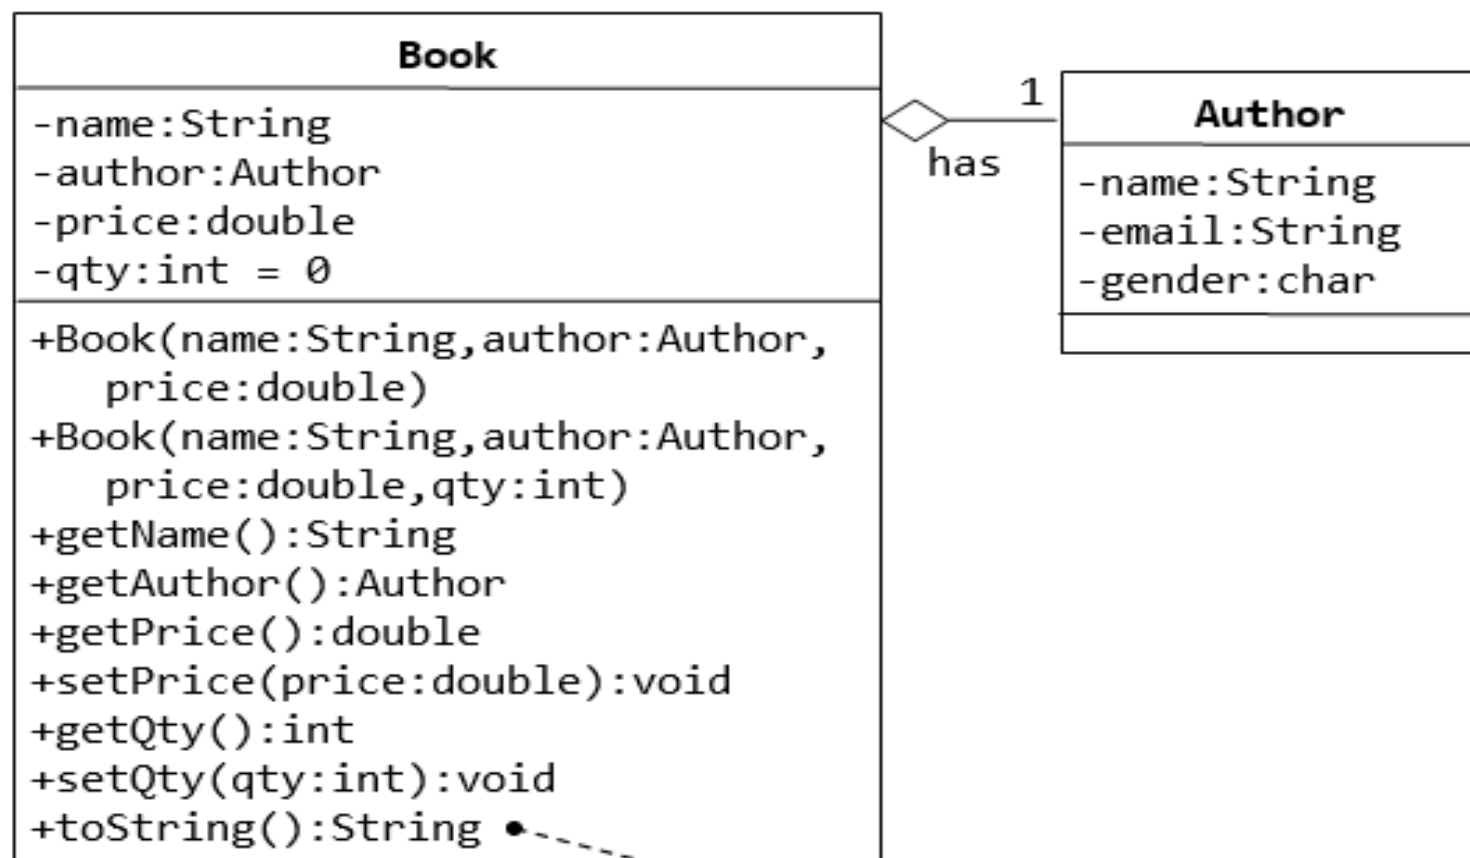 Book
-name:String
-author:Author
-price:double
-qty:int = 0
+Book(name:String,author:Author,
price:double)
+Book(name:String,author:Author,
price:double,qty:int)
+getName():String
+getAuthor():Author
+getPrice():double
+setPrice(price:double):void
+getQty():int
+setQty(qty:int):void
+toString():String
1
has
Author
-name:String
-email:String
-gender:char